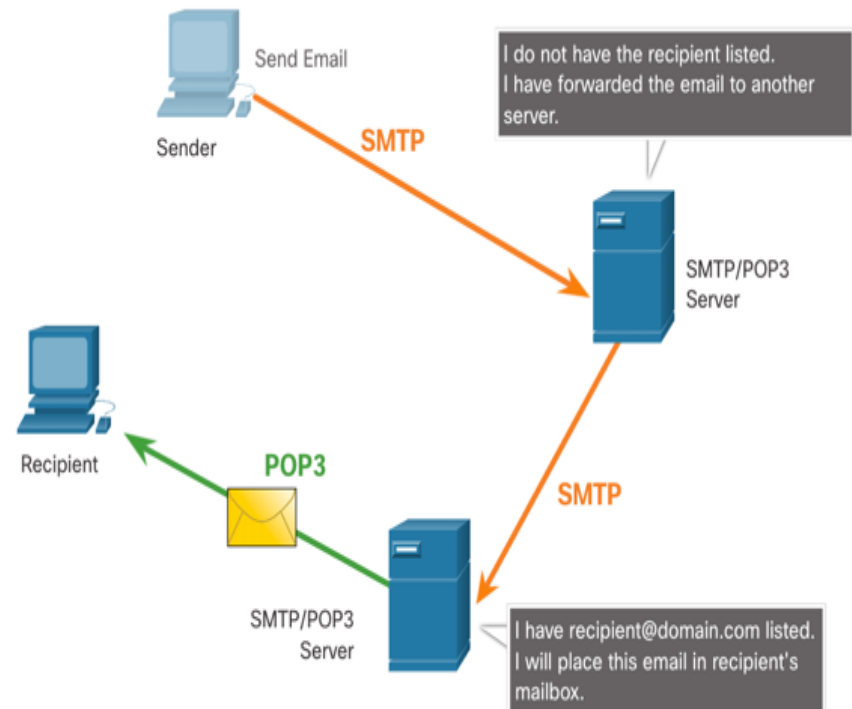 Send Email
Sender
SMTP
I do not have the recipient listed.
I have forwarded the email to another
server.
SMTP/POP3
Server
Recipient
POP3
SMTP
SMTP/POP3
Server
I have recipient@domain.com listed.
I will place this email in recipient's
mailbox.